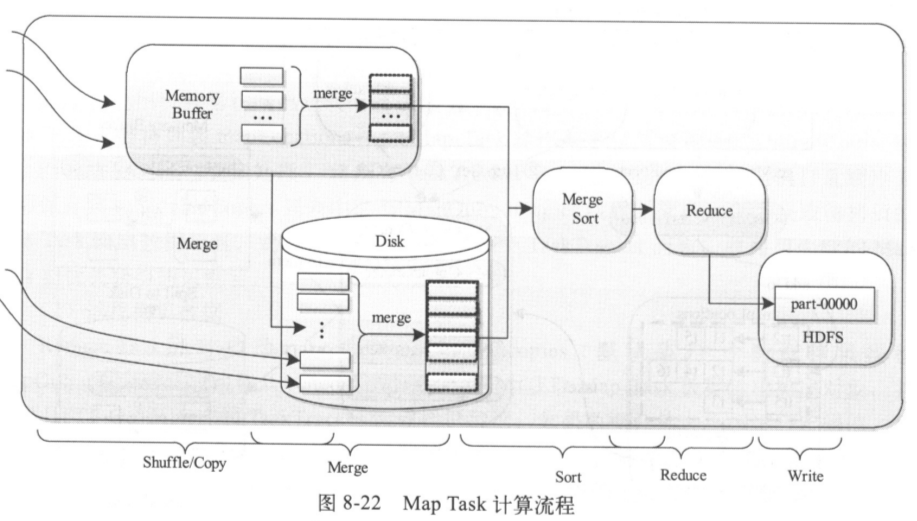 Memory
Buffer
...
merge
...
Merge
Disk
...
merge
Merge
Sort
Reduce
part-00000
HDFS
Shuffle/Copy
Merge
Sort
Reduce
Write
图 8-22 Map Task 计算流程